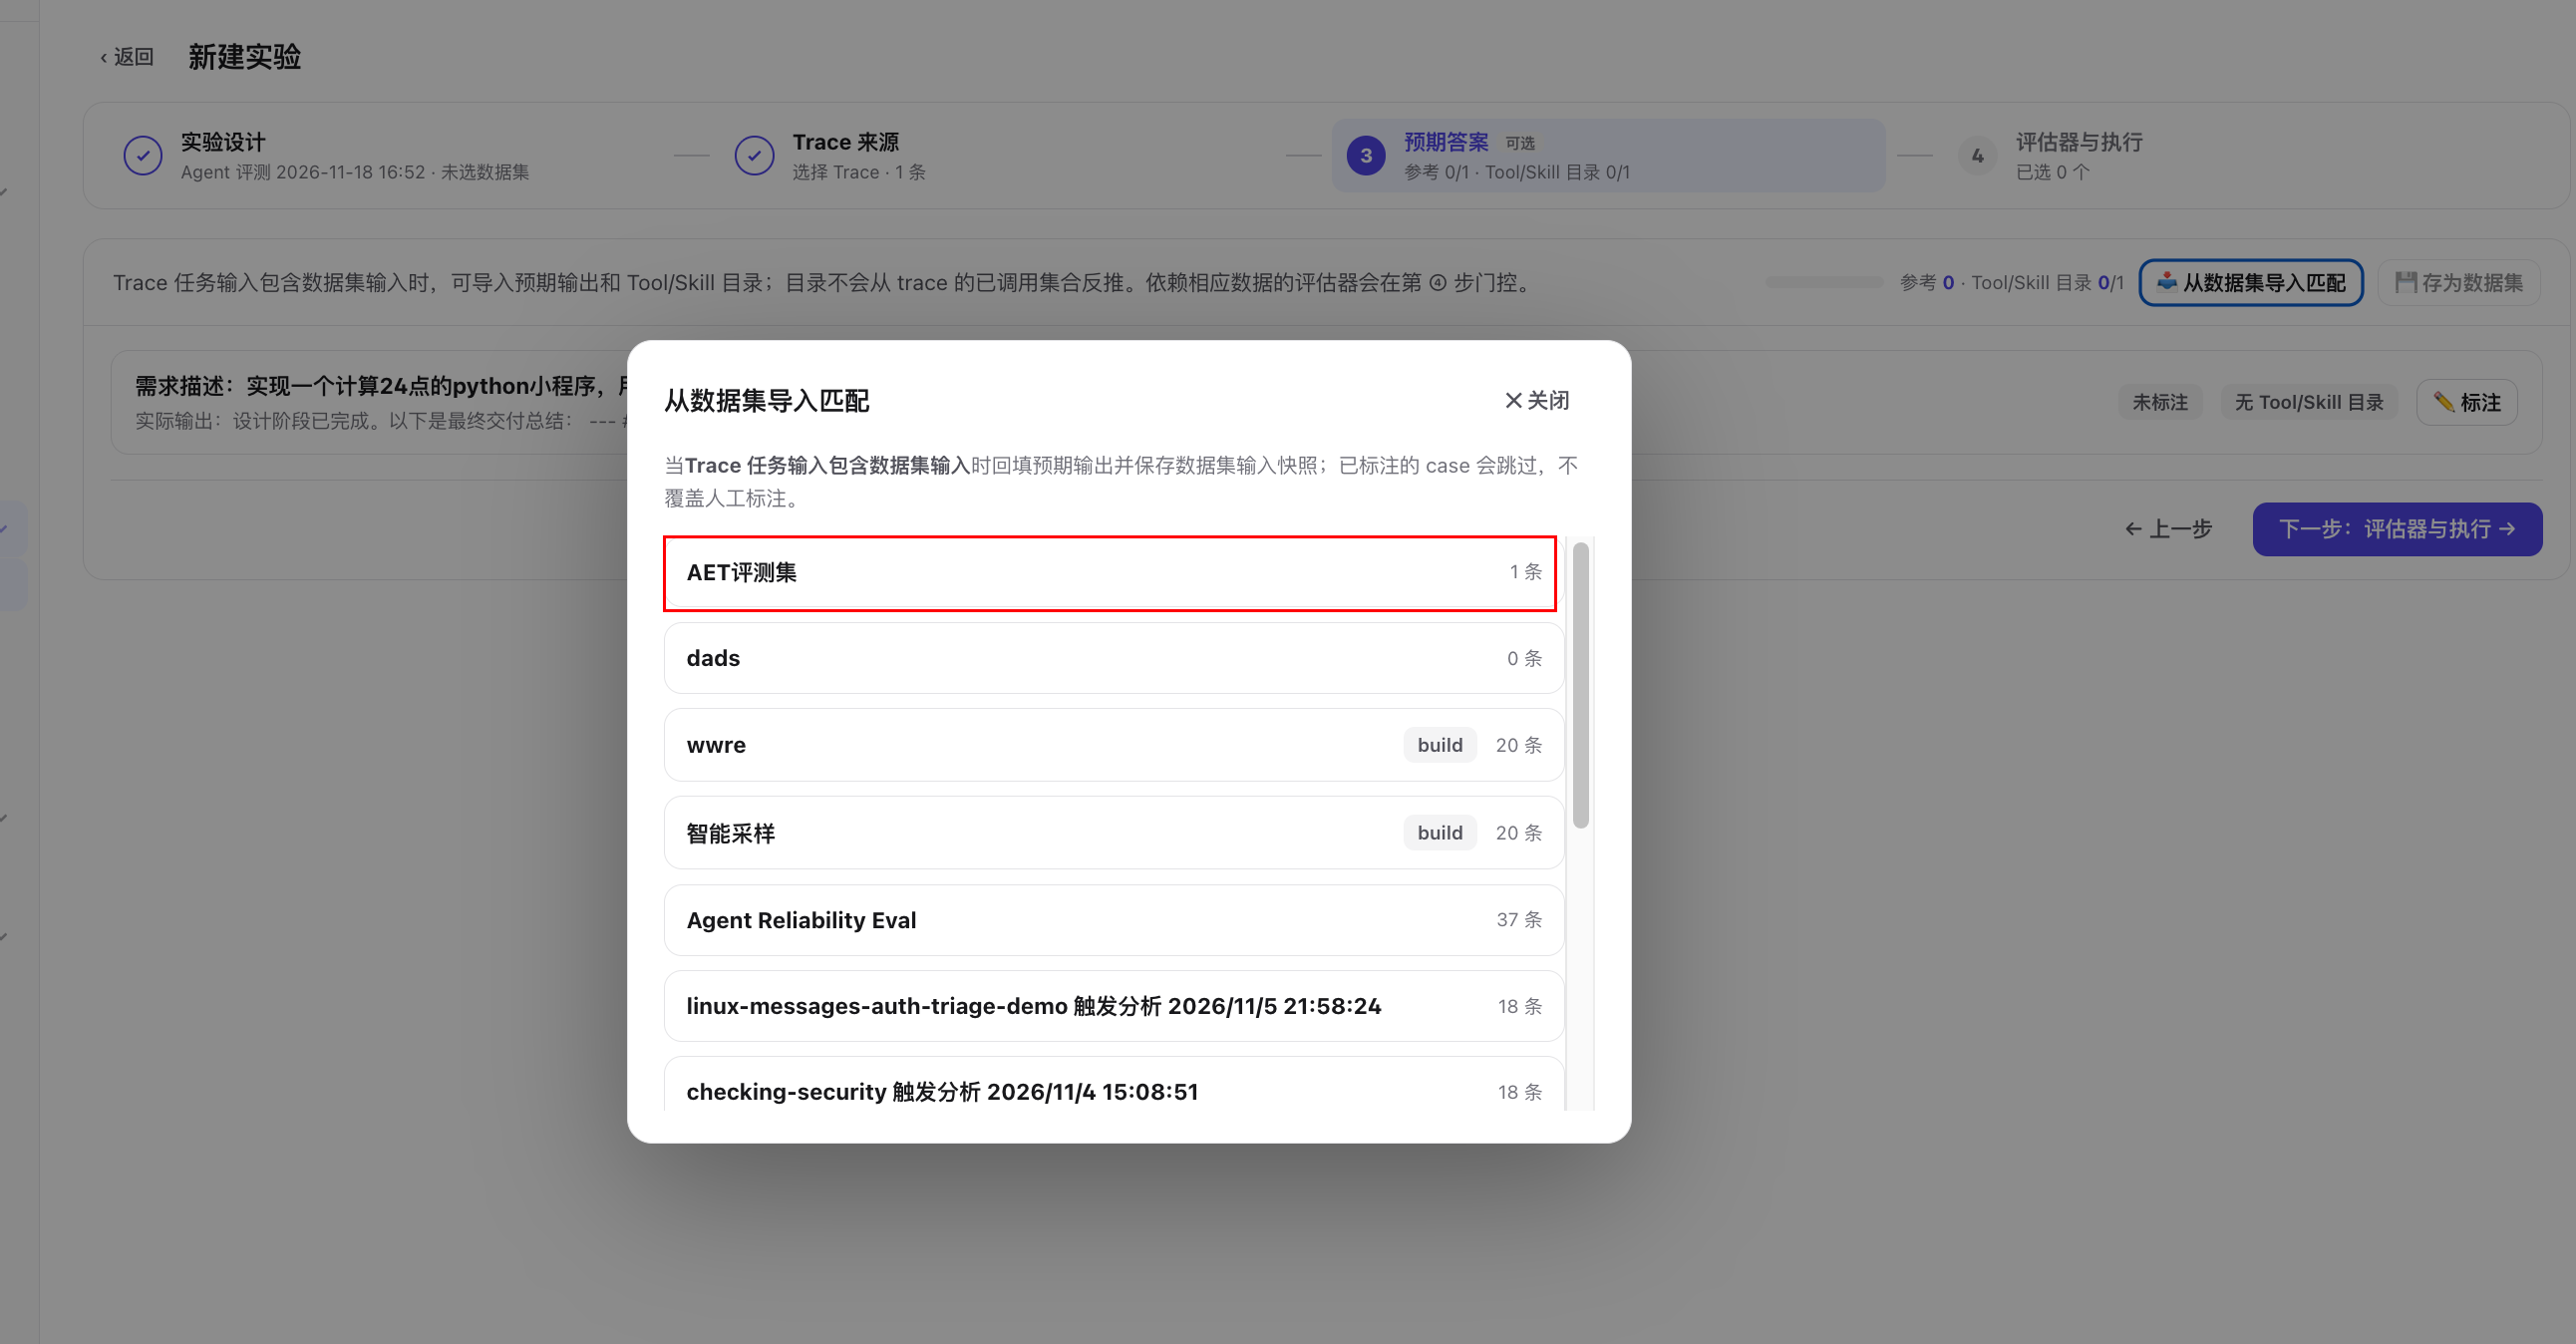 ‹ 返回 新建实验
实验设计
Agent 评测 2026-11-18 16:52 · 未选数据集
Trace 来源
选择 Trace · 1 条
3 预期答案 可选
参考 0/1 · Tool/Skill 目录 0/1
4 评估器与执行
已选 0 个
Trace 任务输入包含数据集输入时，可导入预期输出和 Tool/Skill 目录；目录不会从 trace 的已调用集合反推。依赖相应数据的评估器会在第 ④ 步门控。
参考 0 · Tool/Skill 目录 0/1 从数据集导入匹配 存为数据集
需求描述：实现一个计算24点的python小程序，
实际输出：设计阶段已完成。以下是最终交付总结： --- #
未标注 无 Tool/Skill 目录 标注
← 上一步 下一步：评估器与执行 →
从数据集导入匹配 ✕ 关闭
当Trace 任务输入包含数据集输入时回填预期输出并保存数据集输入快照；已标注的 case 会跳过，不
覆盖人工标注。
AET评测集 1 条
dads 0 条
wwre build 20 条
智能采样 build 20 条
Agent Reliability Eval 37 条
linux-messages-auth-triage-demo 触发分析 2026/11/5 21:58:24 18 条
checking-security 触发分析 2026/11/4 15:08:51 18 条